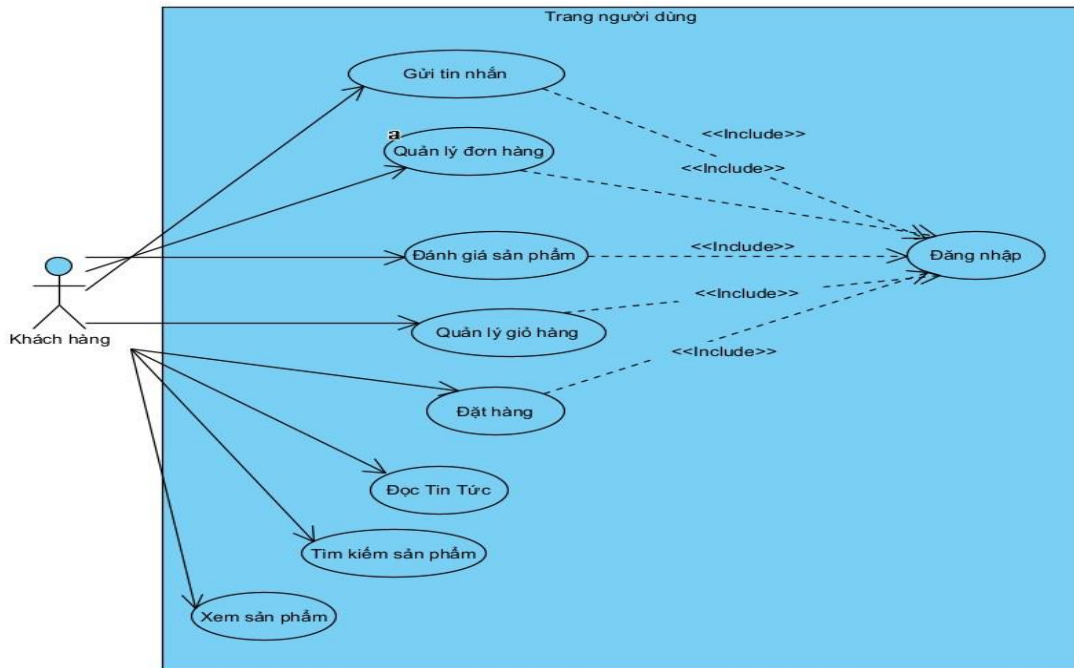 Trang người dùng
Gửi tin nhắn
<<Include>>
a
Quản lý đơn hàng
<<Include>>
Đánh giá sản phẩm
<<Include>>
Đăng nhập
Khách hàng
<<Include>>
Quản lý giỏ hàng
<<Include>>
Đặt hàng
Đọc Tin Tức
Tìm kiếm sản phẩm
Xem sản phẩm